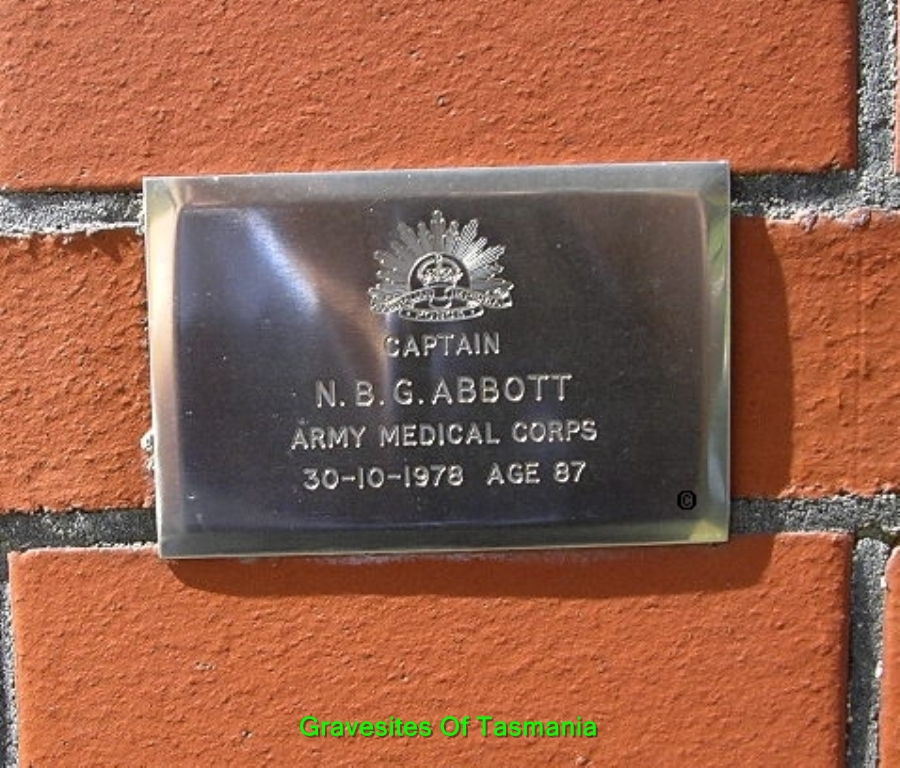 CAPTAIN
N. B. G. ABBOTT
ARMY MEDICAL CORPS
30-10-1978 AGE 87
©
Gravesites Of Tasmania